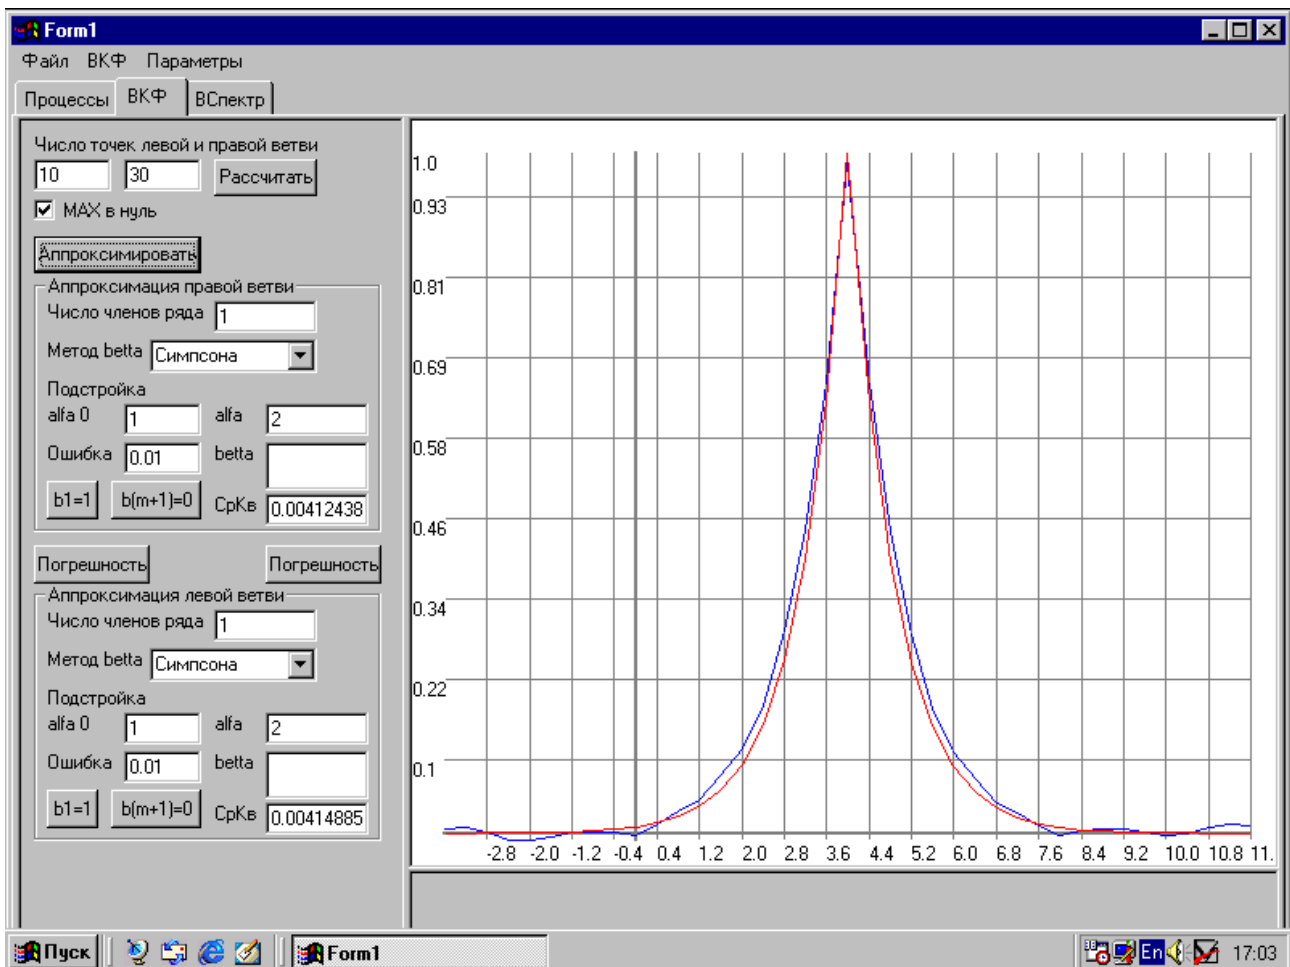 Form1
Файл ВКФ Параметры
Процессы ВКФ ВСпектр
Число точек левой и правой ветви
10 30 Рассчитать
MAX в нуль
Аппроксимировать
Аппроксимация правой ветви
Число членов ряда 1
Метод betta Симпсона
Подстройка
alfa 0 1 alfa 2
Ошибка 0.01 betta
b1=1 b(m+1)=0 СрКв 0.00412438
Погрешность Погрешность
Аппроксимация левой ветви
Число членов ряда 1
Метод betta Симпсона
Подстройка
alfa 0 1 alfa 2
Ошибка 0.01 betta
b1=1 b(m+1)=0 СрКв 0.00414885
1.0
0.93
0.81
0.69
0.58
0.46
0.34
0.22
0.1
-2.8 -2.0 -1.2 -0.4 0.4 1.2 2.0 2.8 3.6 4.4 5.2 6.0 6.8 7.6 8.4 9.2 10.0 10.8 11.
Пуск Form1 En 17:03